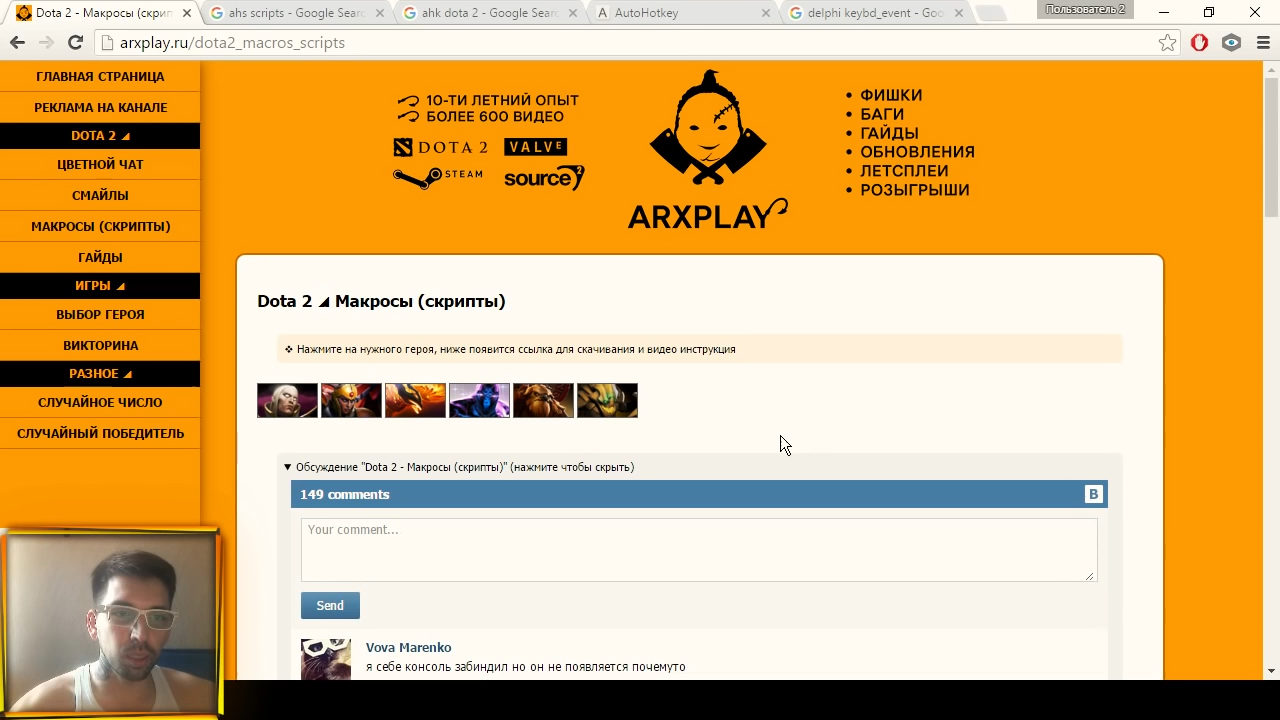 Dota 2 - Макросы (скрип
ahs scripts - Google Sear
ahk dota 2 - Google Sear
AutoHotkey
delphi keybd_event - Goo
Пользователь 2
arxplay.ru/dota2_macros_scripts
ГЛАВНАЯ СТРАНИЦА
РЕКЛАМА НА КАНАЛЕ
DOTA 2
ЦВЕТНОЙ ЧАТ
СМАЙЛЫ
МАКРОСЫ (СКРИПТЫ)
ГАЙДЫ
ИГРЫ
ВЫБОР ГЕРОЯ
ВИКТОРИНА
РАЗНОЕ
СЛУЧАЙНОЕ ЧИСЛО
СЛУЧАЙНЫЙ ПОБЕДИТЕЛЬ
10-ТИ ЛЕТНИЙ ОПЫТ
БОЛЕЕ 600 ВИДЕО
DOTA 2 VALVE
STEAM source2
ARXPLAY
• ФИШКИ
• БАГИ
• ГАЙДЫ
• ОБНОВЛЕНИЯ
• ЛЕТСПЛЕИ
• РОЗЫГРЫШИ
Dota 2 ◢ Макросы (скрипты)
❖ Нажмите на нужного героя, ниже появится ссылка для скачивания и видео инструкция
▼ Обсуждение "Dota 2 - Макросы (скрипты)" (нажмите чтобы скрыть)
149 comments
B
Your comment...
Send
Vova Marenko
я себе консоль забиндил но он не появляется почемуто